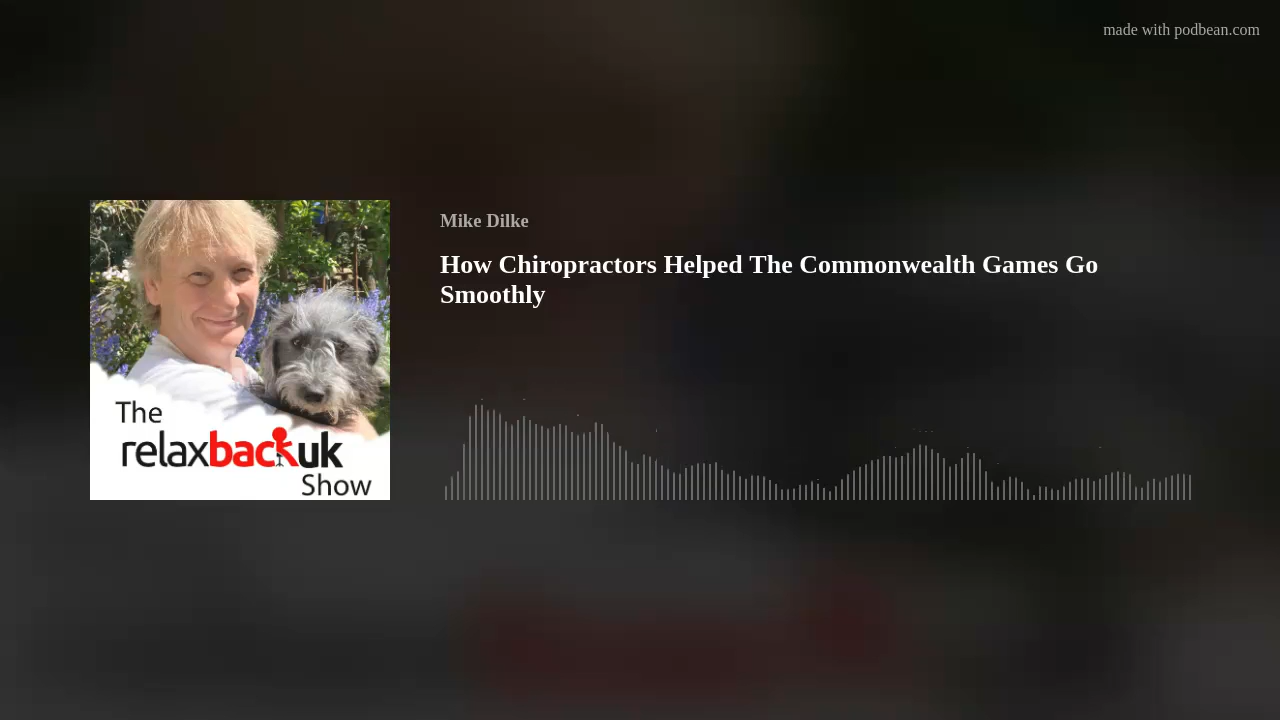 made with podbean.com
Mike Dilke
How Chiropractors Helped The Commonwealth Games Go
Smoothly
The
relaxbackuk
Show